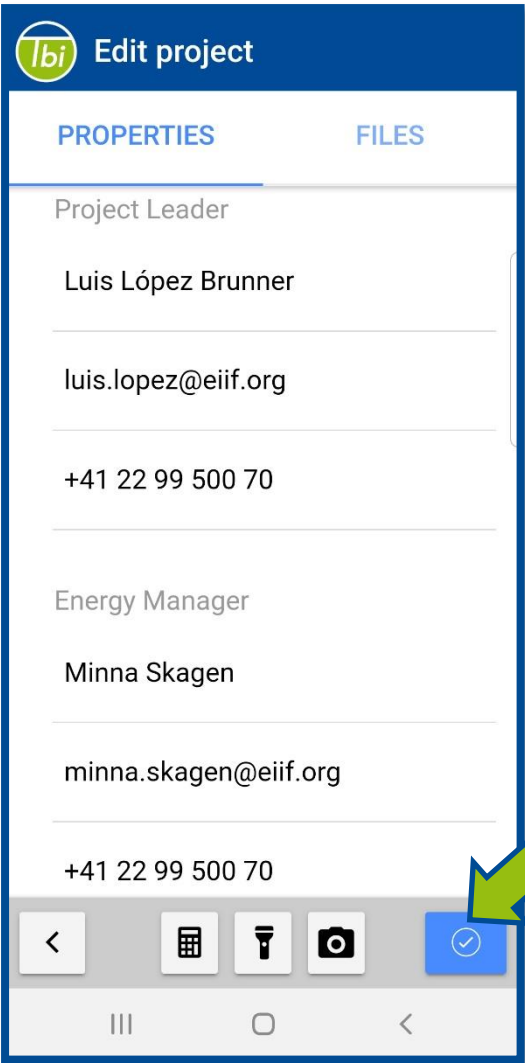 Tbi
Edit project
PROPERTIES FILES
Project Leader
Luis López Brunner
luis.lopez@eiif.org
+41 22 99 500 70
Energy Manager
Minna Skagen
minna.skagen@eiif.org
+41 22 99 500 70